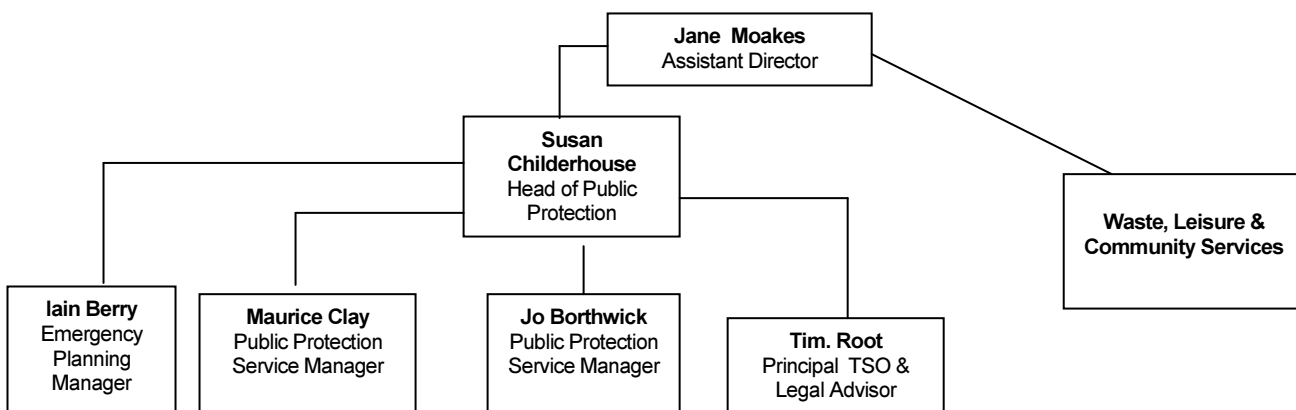 Jane Moakes
Assistant Director
Susan
Childerhouse
Head of Public
Protection
Waste, Leisure &
Community Services
Iain Berry
Emergency
Planning
Manager
Maurice Clay
Public Protection
Service Manager
Jo Borthwick
Public Protection
Service Manager
Tim. Root
Principal TSO &
Legal Advisor